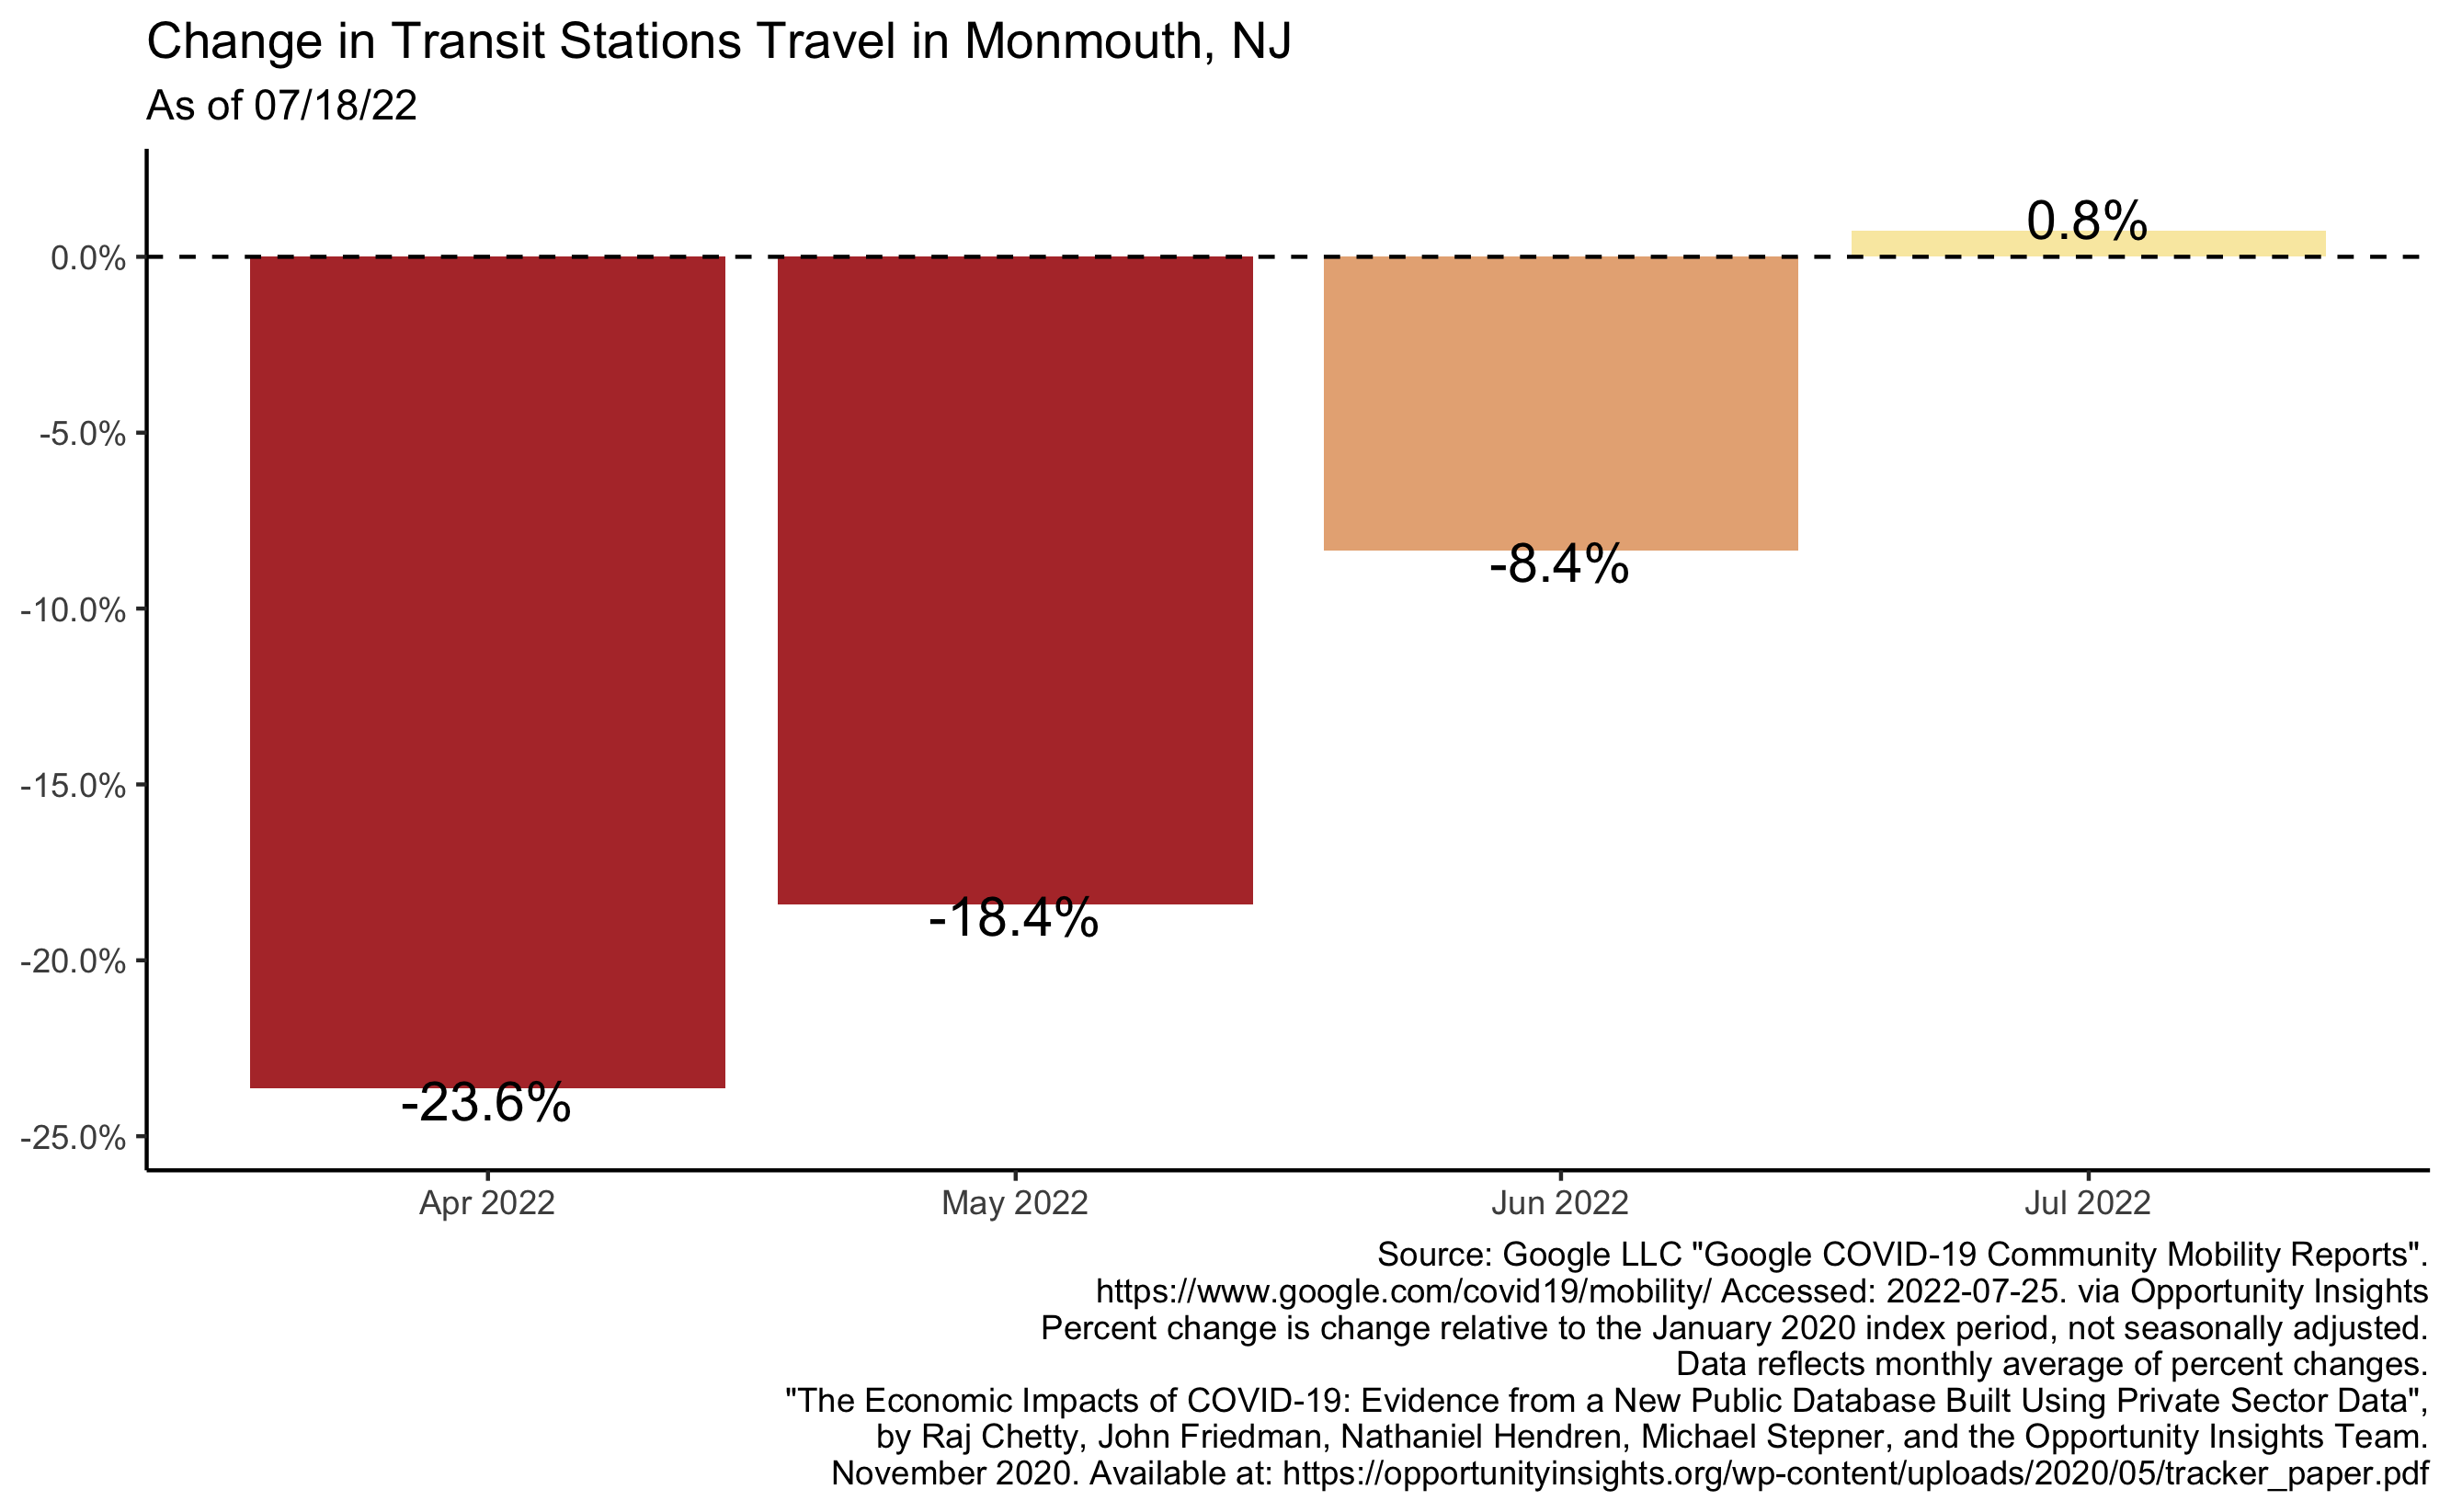 Change in Transit Stations Travel in Monmouth, NJ
As of 07/18/22
0.8%
0.0%
-5.0%
-8.4%
-10.0%
-15.0%
-18.4%
-20.0%
-23.6%
-25.0%
Apr 2022
May 2022
Jun 2022
Jul 2022
Source: Google LLC "Google COVID-19 Community Mobility Reports".
https://www.google.com/covid19/mobility/ Accessed: 2022-07-25. via Opportunity Insights
Percent change is change relative to the January 2020 index period, not seasonally adjusted.
Data reflects monthly average of percent changes.
"The Economic Impacts of COVID-19: Evidence from a New Public Database Built Using Private Sector Data",
by Raj Chetty, John Friedman, Nathaniel Hendren, Michael Stepner, and the Opportunity Insights Team.
November 2020. Available at: https://opportunityinsights.org/wp-content/uploads/2020/05/tracker_paper.pdf